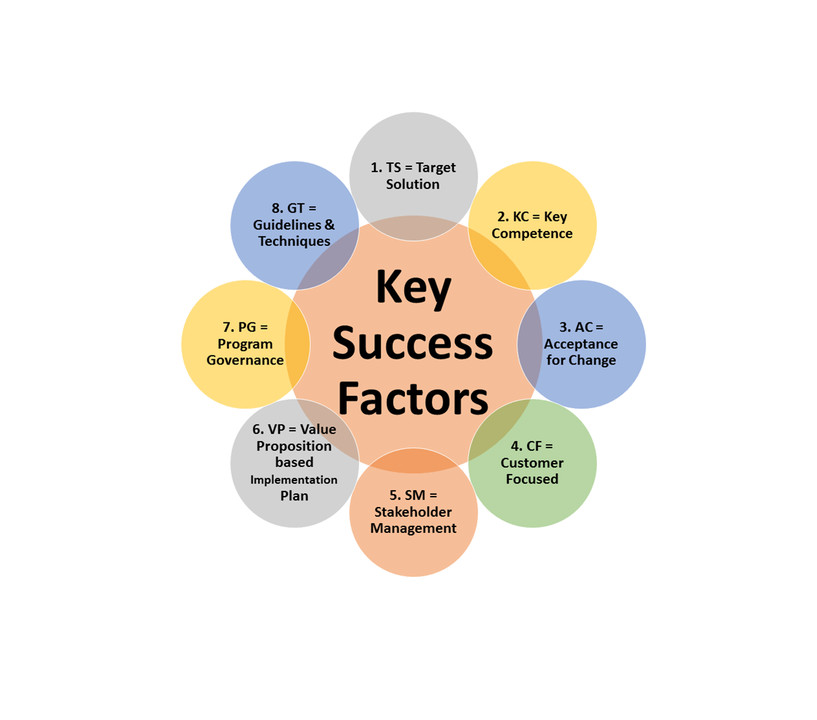 Key
Success
Factors
1. TS = Target
Solution
2. KC = Key
Competence
3. AC =
Acceptance
for Change
4. CF =
Customer
Focused
5. SM =
Stakeholder
Management
6. VP = Value
Proposition
based
Implementation
Plan
7. PG =
Program
Governance
8. GT =
Guidelines &
Techniques